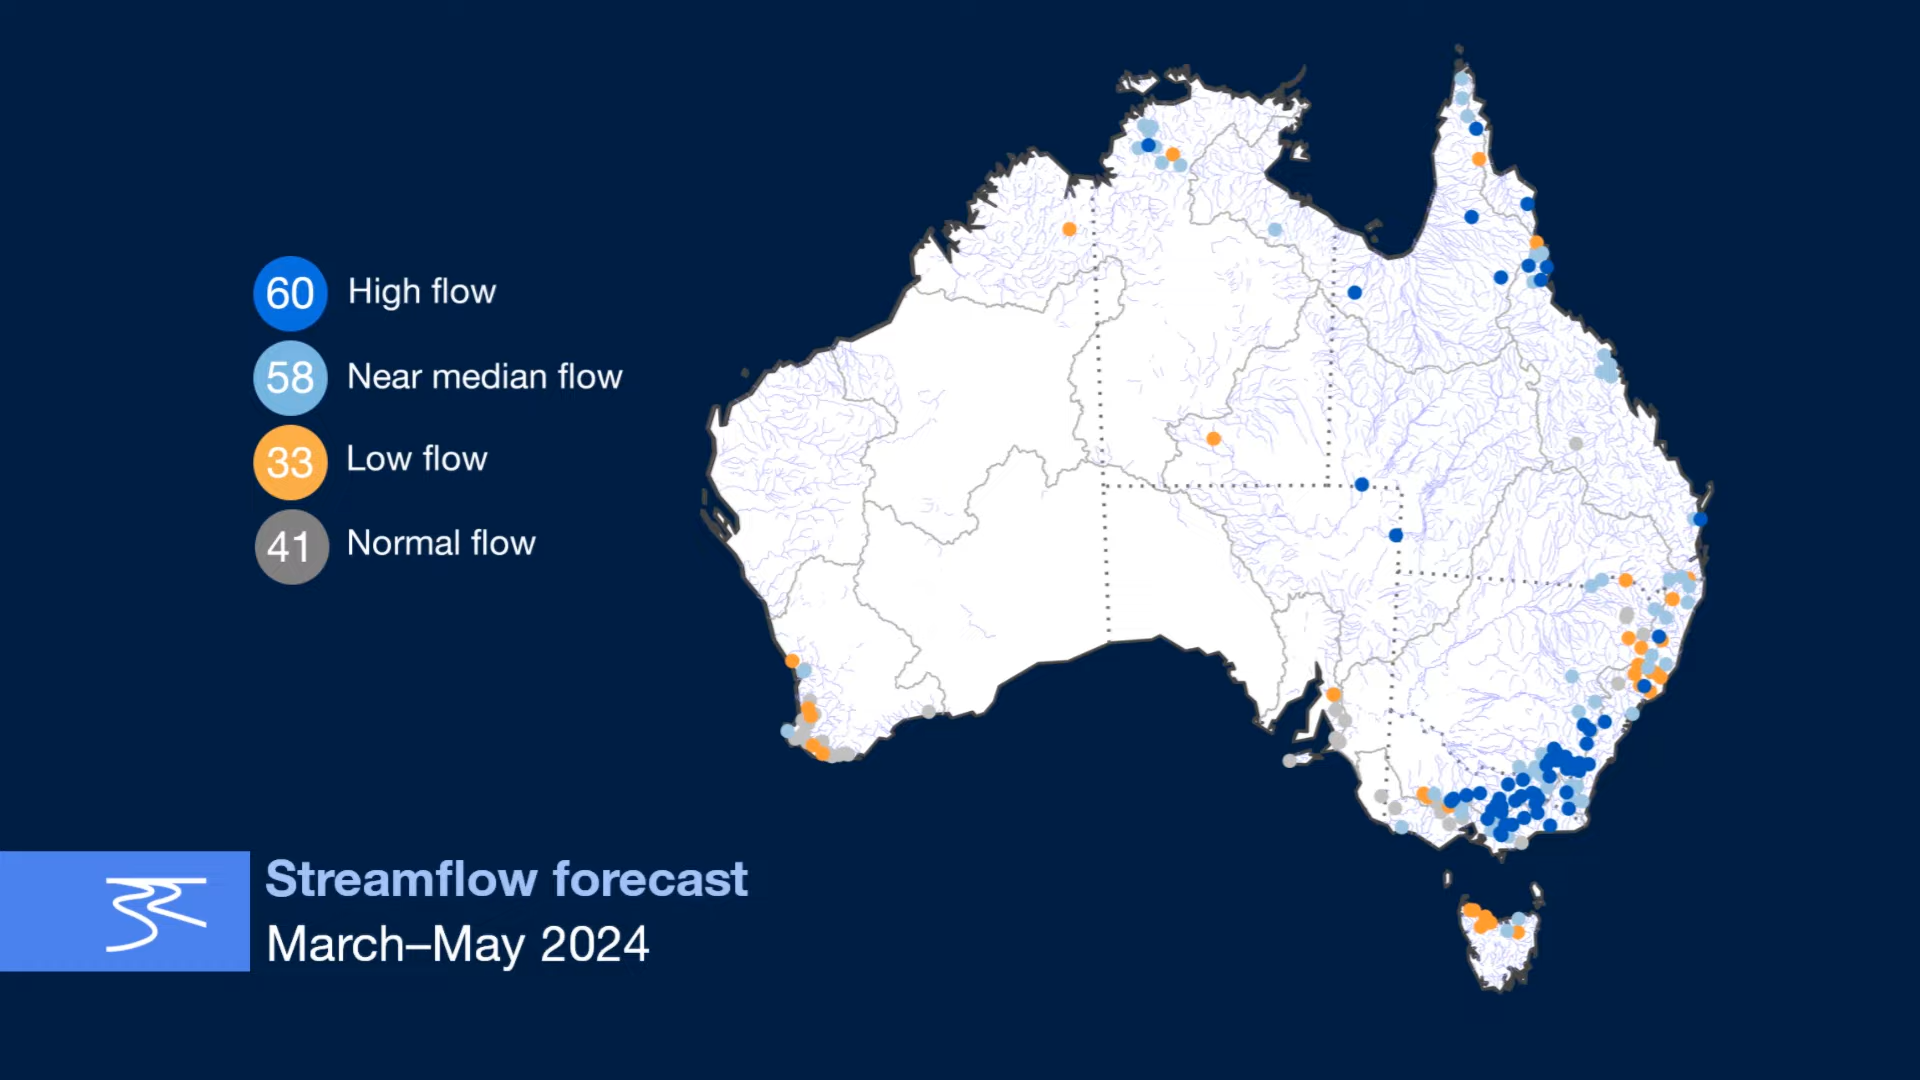 60 High flow
58 Near median flow
33 Low flow
41 Normal flow
Streamflow forecast
March–May 2024